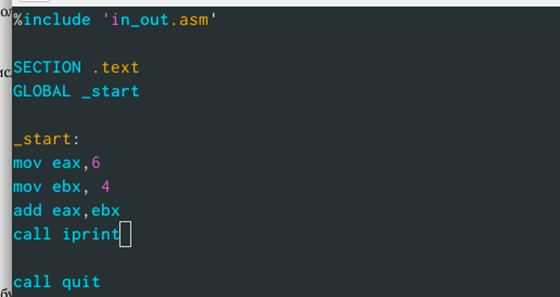 %include 'in_out.asm'
SECTION .text
GLOBAL _start
_start:
mov eax,6
mov ebx, 4
add eax,ebx
call iprint
call quit